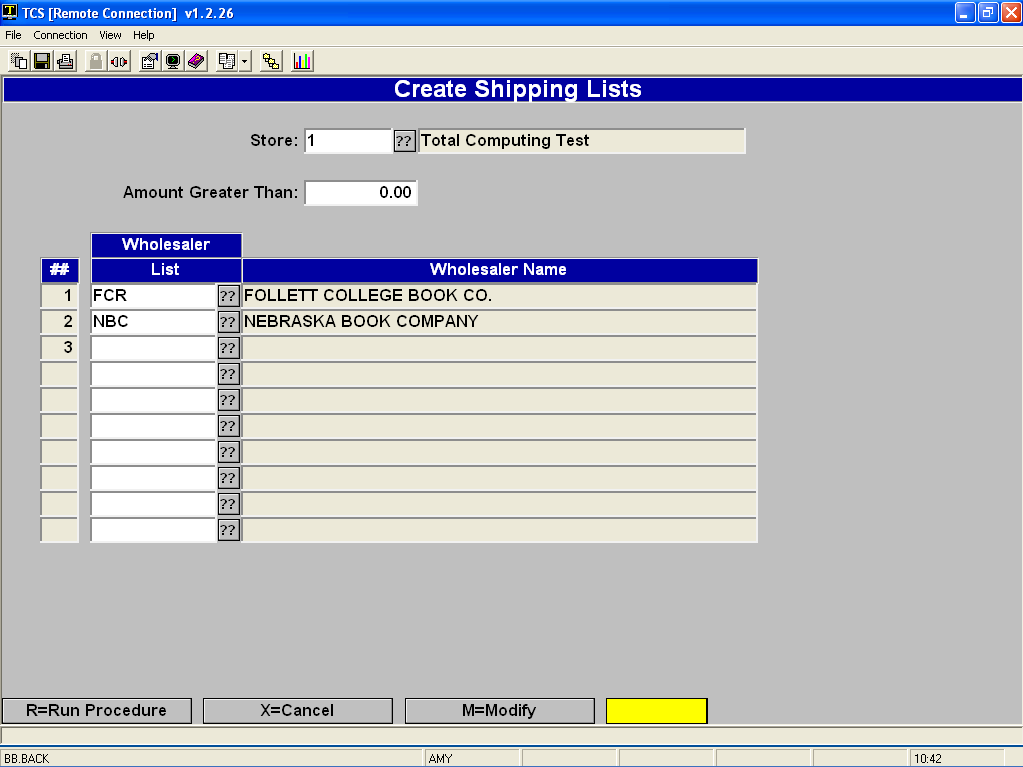 TCS [Remote Connection] v1.2.26
File Connection View Help
Create Shipping Lists
Store: 1 ?? Total Computing Test
Amount Greater Than: 0.00
Wholesaler
## List Wholesaler Name
1 FCR ?? FOLLETT COLLEGE BOOK CO.
2 NBC ?? NEBRASKA BOOK COMPANY
3 ??
??
??
??
??
??
??
??
R=Run Procedure X=Cancel M=Modify
BB.BACK AMY 10:42